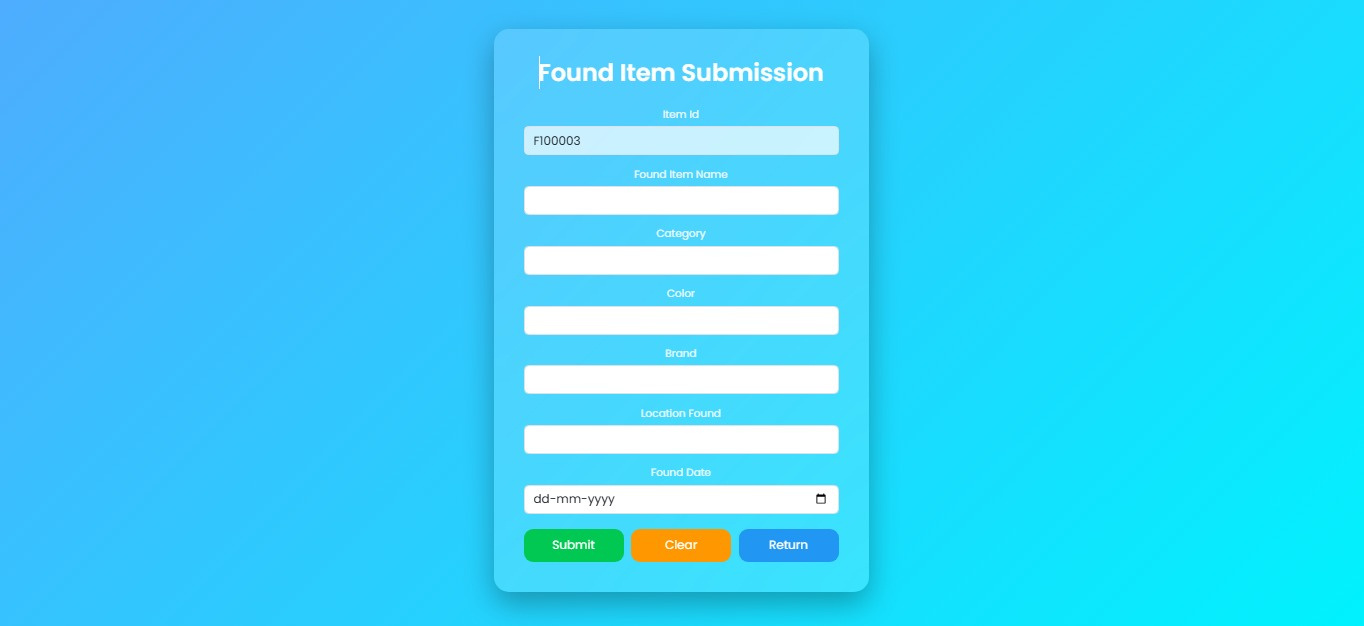 Found Item Submission
Item Id
F100003
Found Item Name
Category
Color
Brand
Location Found
Found Date
dd-mm-yyyy
Submit Clear Return